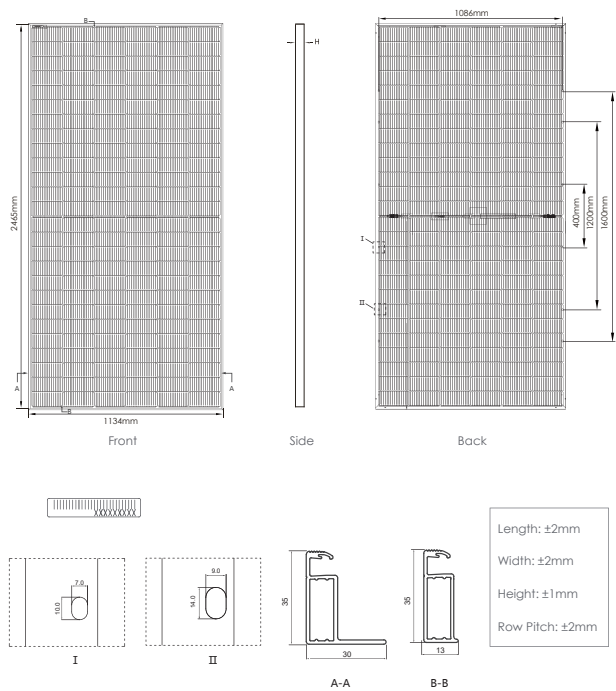 B
H
1086mm
2465mm
400mm
1200mm
1600mm
I
II
A
A
B
1134mm
Front
Side
Back
7.0
10.0
I
9.0
14.0
II
35
30
A-A
35
13
B-B
Length: ±2mm
Width: ±2mm
Height: ±1mm
Row Pitch: ±2mm